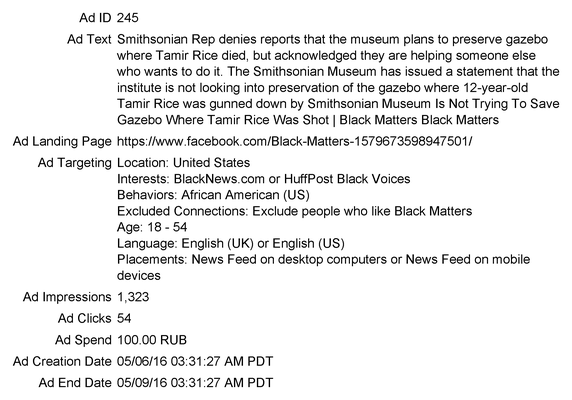 Ad ID 245
Ad Text Smithsonian Rep denies reports that the museum plans to preserve gazebo
where Tamir Rice died, but acknowledged they are helping someone else
who wants to do it. The Smithsonian Museum has issued a statement that the
institute is not looking into preservation of the gazebo where 12-year-old
Tamir Rice was gunned down by Smithsonian Museum Is Not Trying To Save
Gazebo Where Tamir Rice Was Shot | Black Matters Black Matters
Ad Landing Page https://www.facebook.com/Black-Matters-1579673598947501/
Ad Targeting Location: United States
Interests: BlackNews.com or HuffPost Black Voices
Behaviors: African American (US)
Excluded Connections: Exclude people who like Black Matters
Age: 18 - 54
Language: English (UK) or English (US)
Placements: News Feed on desktop computers or News Feed on mobile
devices
Ad Impressions 1,323
Ad Clicks 54
Ad Spend 100.00 RUB
Ad Creation Date 05/06/16 03:31:27 AM PDT
Ad End Date 05/09/16 03:31:27 AM PDT